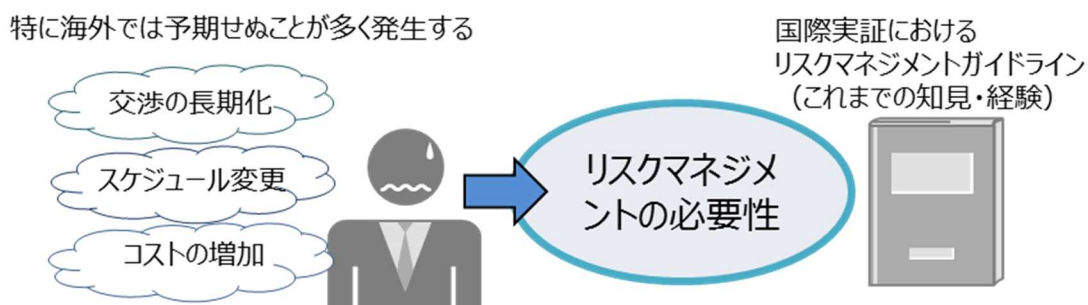 特に海外では予期せぬことが多く発生する
交渉の長期化
スケジュール変更
コストの増加
リスクマネジメ
ントの必要性
国際実証における
リスクマネジメントガイドライン
（これまでの知見・経験）